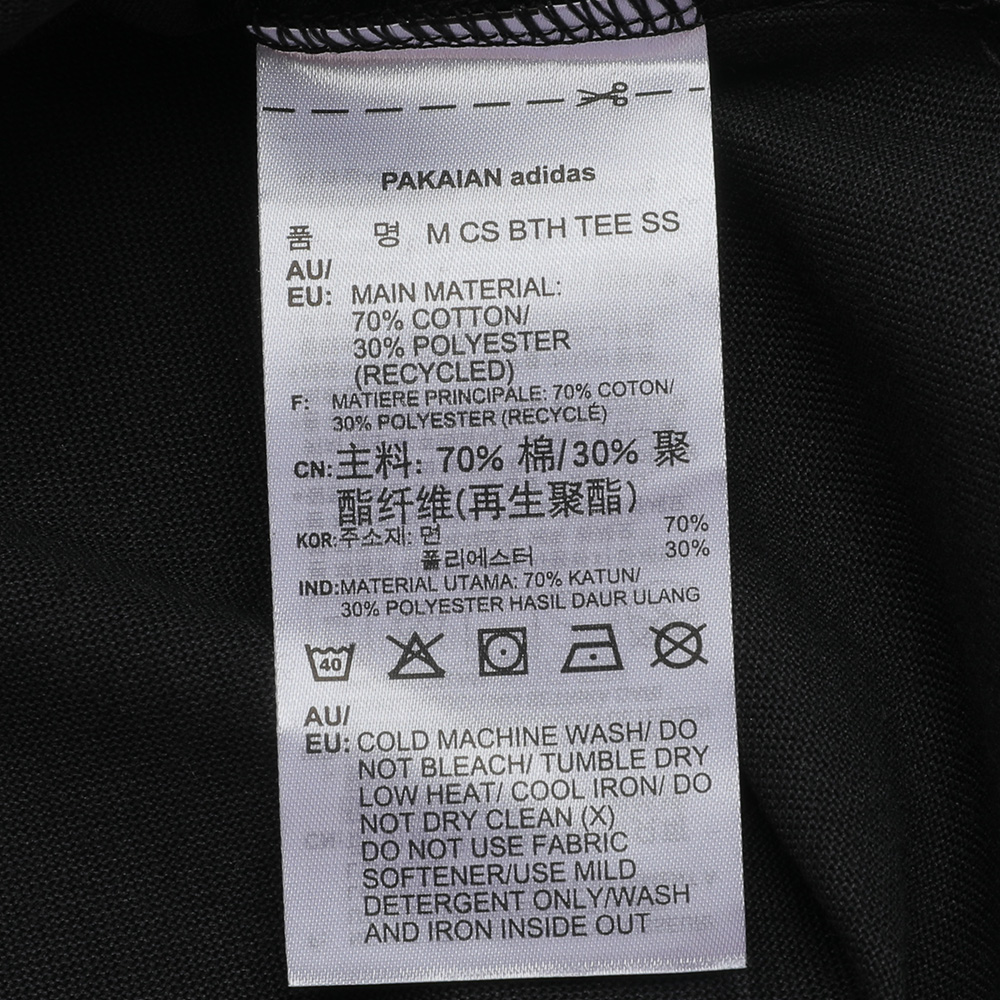 PAKAIAN adidas
품 명 M CS BTH TEE SS
AU/
EU: MAIN MATERIAL:
70% COTTON/
30% POLYESTER
(RECYCLED)
F: MATIERE PRINCIPALE: 70% COTON/
30% POLYESTER (RECYCLÉ)
CN:主料: 70% 棉/30% 聚
酯纤维(再生聚酯)
KOR:주소재: 면 70%
폴리에스터 30%
IND:MATERIAL UTAMA: 70% KATUN/
30% POLYESTER HASIL DAUR ULANG
40
AU/
EU: COLD MACHINE WASH/ DO
NOT BLEACH/ TUMBLE DRY
LOW HEAT/ COOL IRON/ DO
NOT DRY CLEAN (X)
DO NOT USE FABRIC
SOFTENER/USE MILD
DETERGENT ONLY/WASH
AND IRON INSIDE OUT